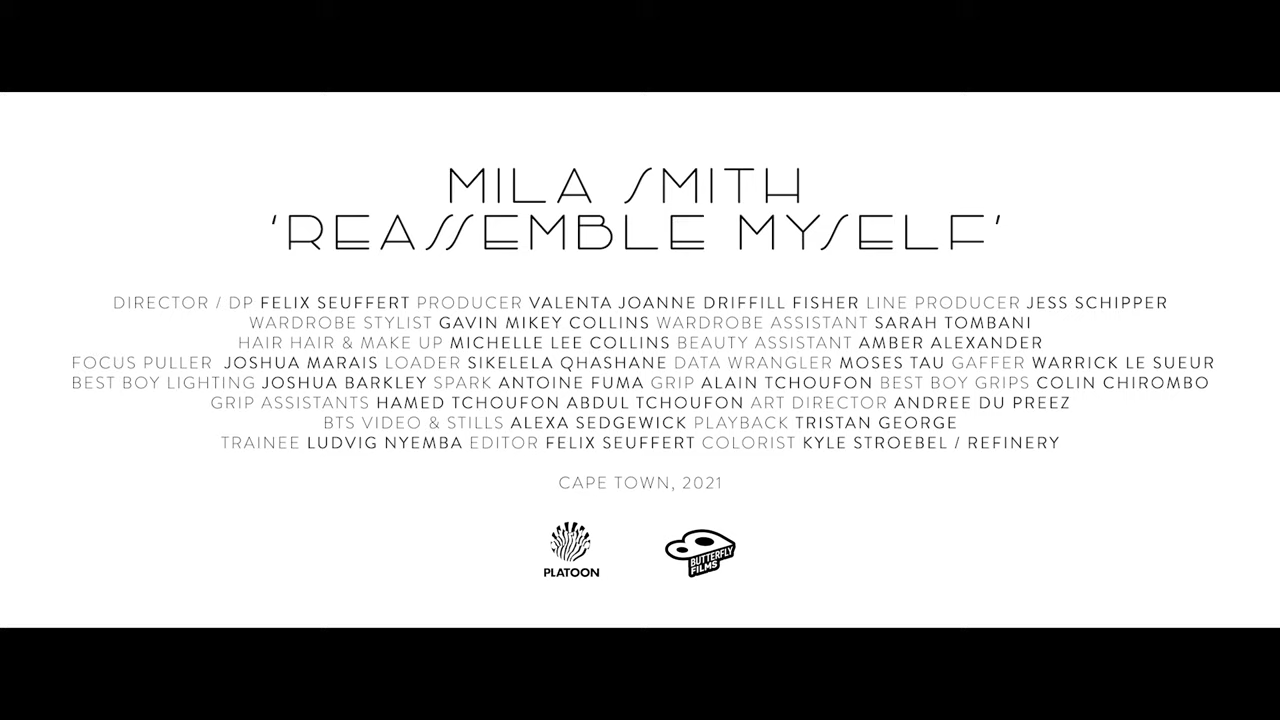 MILA SMITH
'REASSEMBLE MYSELF'
DIRECTOR / DP FELIX SEUFFERT PRODUCER VALENTA JOANNE DRIFFILL FISHER LINE PRODUCER JESS SCHIPPER
WARDROBE STYLIST GAVIN MIKEY COLLINS WARDROBE ASSISTANT SARAH TOMBANI
HAIR HAIR & MAKE UP MICHELLE LEE COLLINS BEAUTY ASSISTANT AMBER ALEXANDER
FOCUS PULLER JOSHUA MARAIS LOADER SIKELELA QHASHANE DATA WRANGLER MOSES TAU GAFFER WARRICK LE SUEUR
BEST BOY LIGHTING JOSHUA BARKLEY SPARK ANTOINE FUMA GRIP ALAIN TCHOUFON BEST BOY GRIPS COLIN CHIROMBO
GRIP ASSISTANTS HAMED TCHOUFON ABDUL TCHOUFON ART DIRECTOR ANDREE DU PREEZ
BTS VIDEO & STILLS ALEXA SEDGEWICK PLAYBACK TRISTAN GEORGE
TRAINEE LUDVIG NYEMBA EDITOR FELIX SEUFFERT COLORIST KYLE STROEBEL / REFINERY
CAPE TOWN, 2021
PLATOON
BUTTERFLY
FILMS